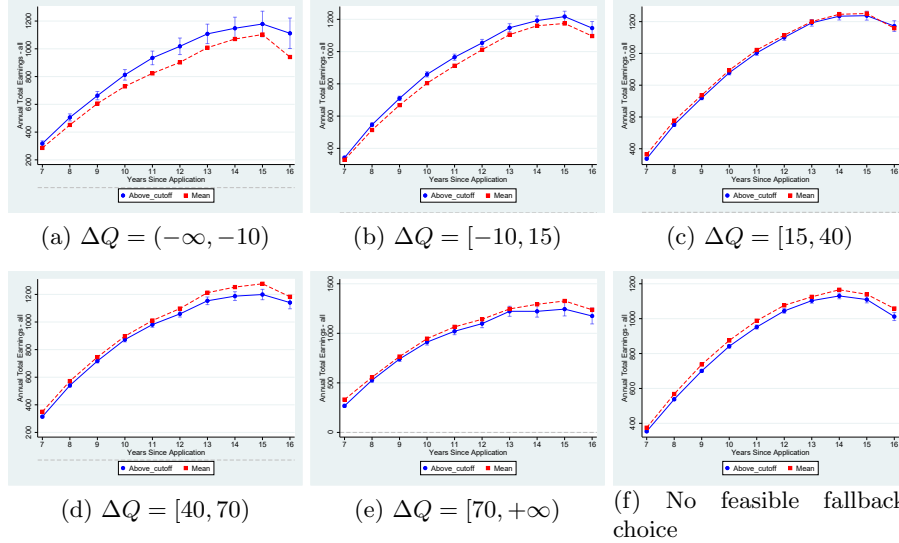 Annual Total Earnings - all
200 400 600 800 1000 1200
7 8 9 10 11 12 13 14 15 16
Years Since Application
Above_cutoff Mean
(a) ΔQ = (−∞, −10)
Annual Total Earnings - all
400 600 800 1000 1200
7 8 9 10 11 12 13 14 15 16
Years Since Application
Above_cutoff Mean
(b) ΔQ = [−10, 15)
Annual Total Earnings - all
400 600 800 1000 1200
7 8 9 10 11 12 13 14 15 16
Years Since Application
Above_cutoff Mean
(c) ΔQ = [15, 40)
Annual Total Earnings - all
200 400 600 800 1000 1200
7 8 9 10 11 12 13 14 15 16
Years Since Application
Above_cutoff Mean
(d) ΔQ = [40, 70)
Annual Total Earnings - all
0 500 1000 1500
7 8 9 10 11 12 13 14 15 16
Years Since Application
Above_cutoff Mean
(e) ΔQ = [70, +∞)
Annual Total Earnings - all
400 600 800 1000 1200
7 8 9 10 11 12 13 14 15 16
Years Since Application
Above_cutoff Mean
(f) No feasible fallback
choice